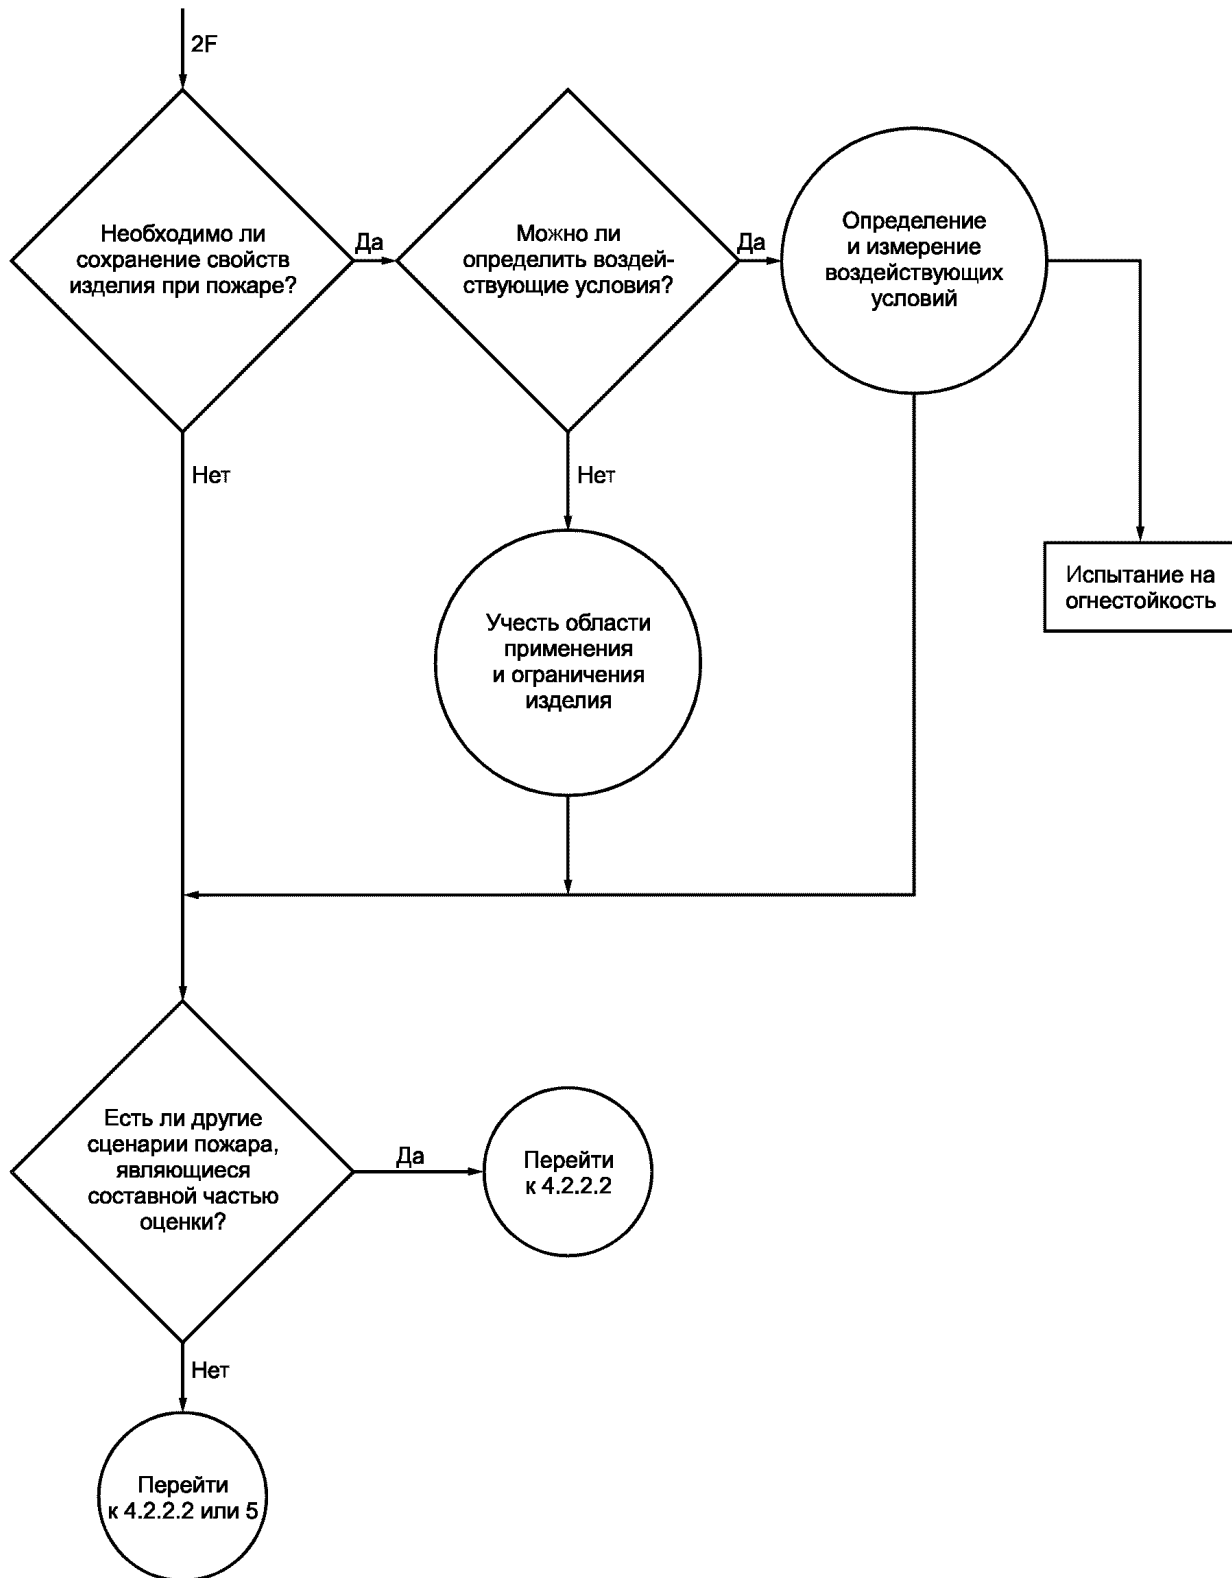 2F
Необходимо ли
сохранение свойств
изделия при пожаре?
Да
Можно ли
определить воздей-
ствующие условия?
Да
Определение
и измерение
воздействующих
условий
Нет
Нет
Испытание на
огнестойкость
Учесть области
применения
и ограничения
изделия
Есть ли другие
сценарии пожара,
являющиеся
составной частью
оценки?
Да
Перейти
к 4.2.2.2
Нет
Перейти
к 4.2.2.2 или 5